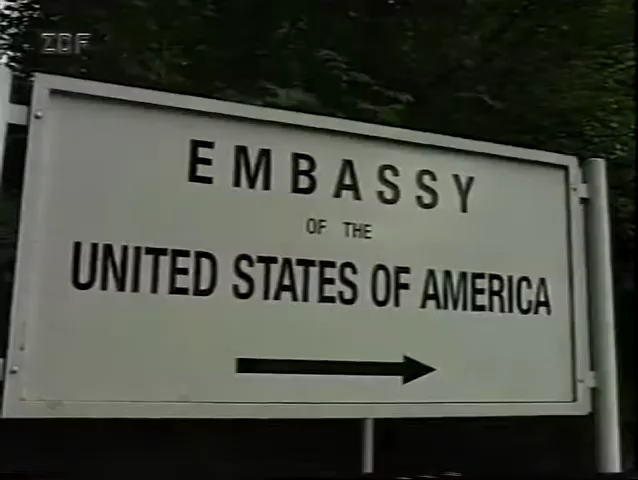 ZDF
EMBASSY
OF THE
UNITED STATES OF AMERICA